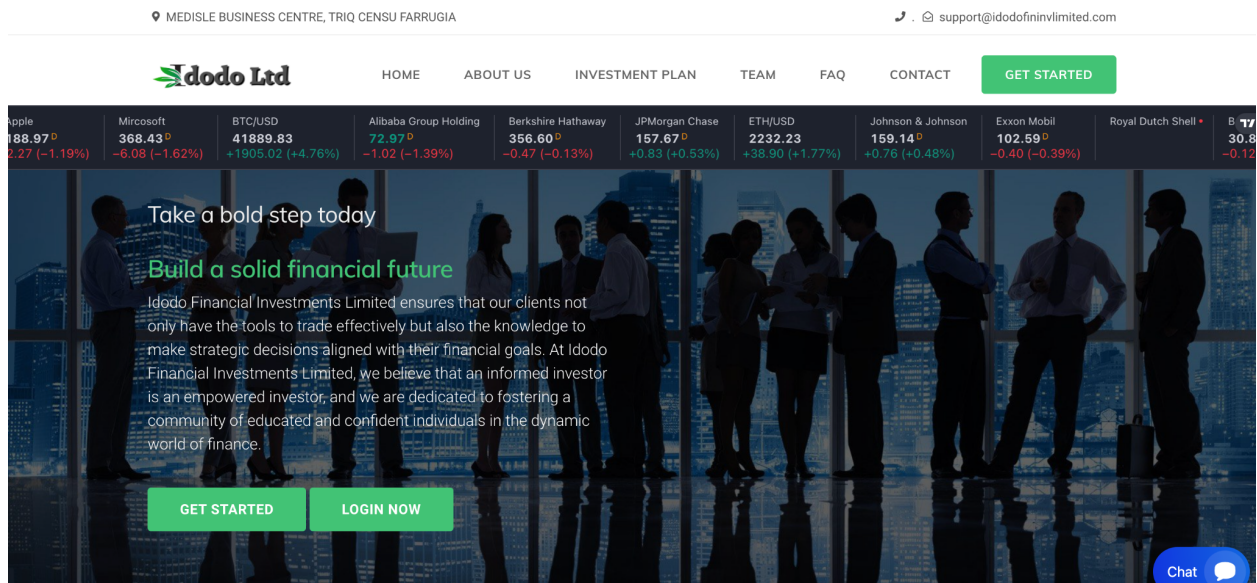 MEDISLE BUSINESS CENTRE, TRIQ CENSU FARRUGIA
. support@idodofininvlimited.com
Idodo Ltd
HOME ABOUT US INVESTMENT PLAN TEAM FAQ CONTACT GET STARTED
Apple Mircosoft BTC/USD Alibaba Group Holding Berkshire Hathaway JPMorgan Chase ETH/USD Johnson & Johnson Exxon Mobil Royal Dutch Shell B
188.97 D 368.43 D 41889.83 72.97 D 356.60 D 157.67 D 2232.23 159.14 D 102.59 D 30.8
2.27 (−1.19%) −6.08 (−1.62%) +1905.02 (+4.76%) −1.02 (−1.39%) −0.47 (−0.13%) +0.83 (+0.53%) +38.90 (+1.77%) +0.76 (+0.48%) −0.40 (−0.39%) −0.12
Take a bold step today
Build a solid financial future
Idodo Financial Investments Limited ensures that our clients not
only have the tools to trade effectively but also the knowledge to
make strategic decisions aligned with their financial goals. At Idodo
Financial Investments Limited, we believe that an informed investor
is an empowered investor, and we are dedicated to fostering a
community of educated and confident individuals in the dynamic
world of finance.
GET STARTED LOGIN NOW
Chat